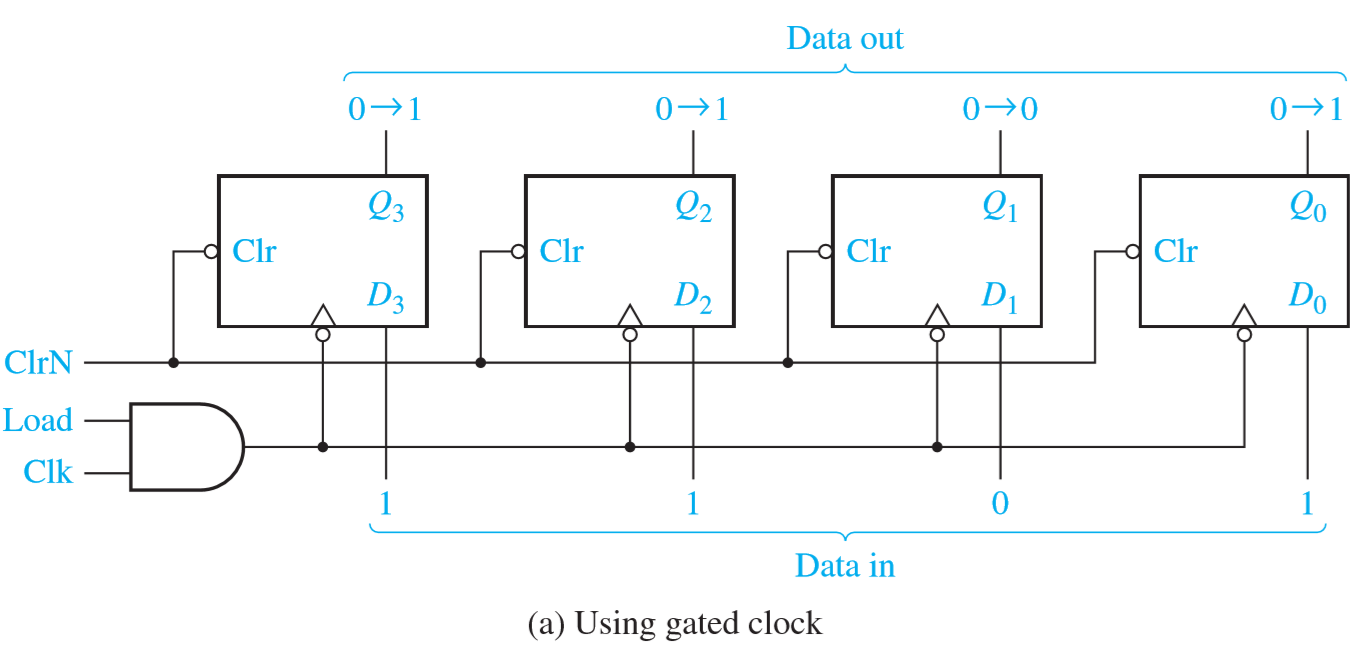 Data out
0→1 0→1 0→0 0→1
Q₃ Q₂ Q₁ Q₀
Clr Clr Clr Clr
D₃ D₂ D₁ D₀
ClrN
Load
Clk
1 1 0 1
Data in
(a) Using gated clock